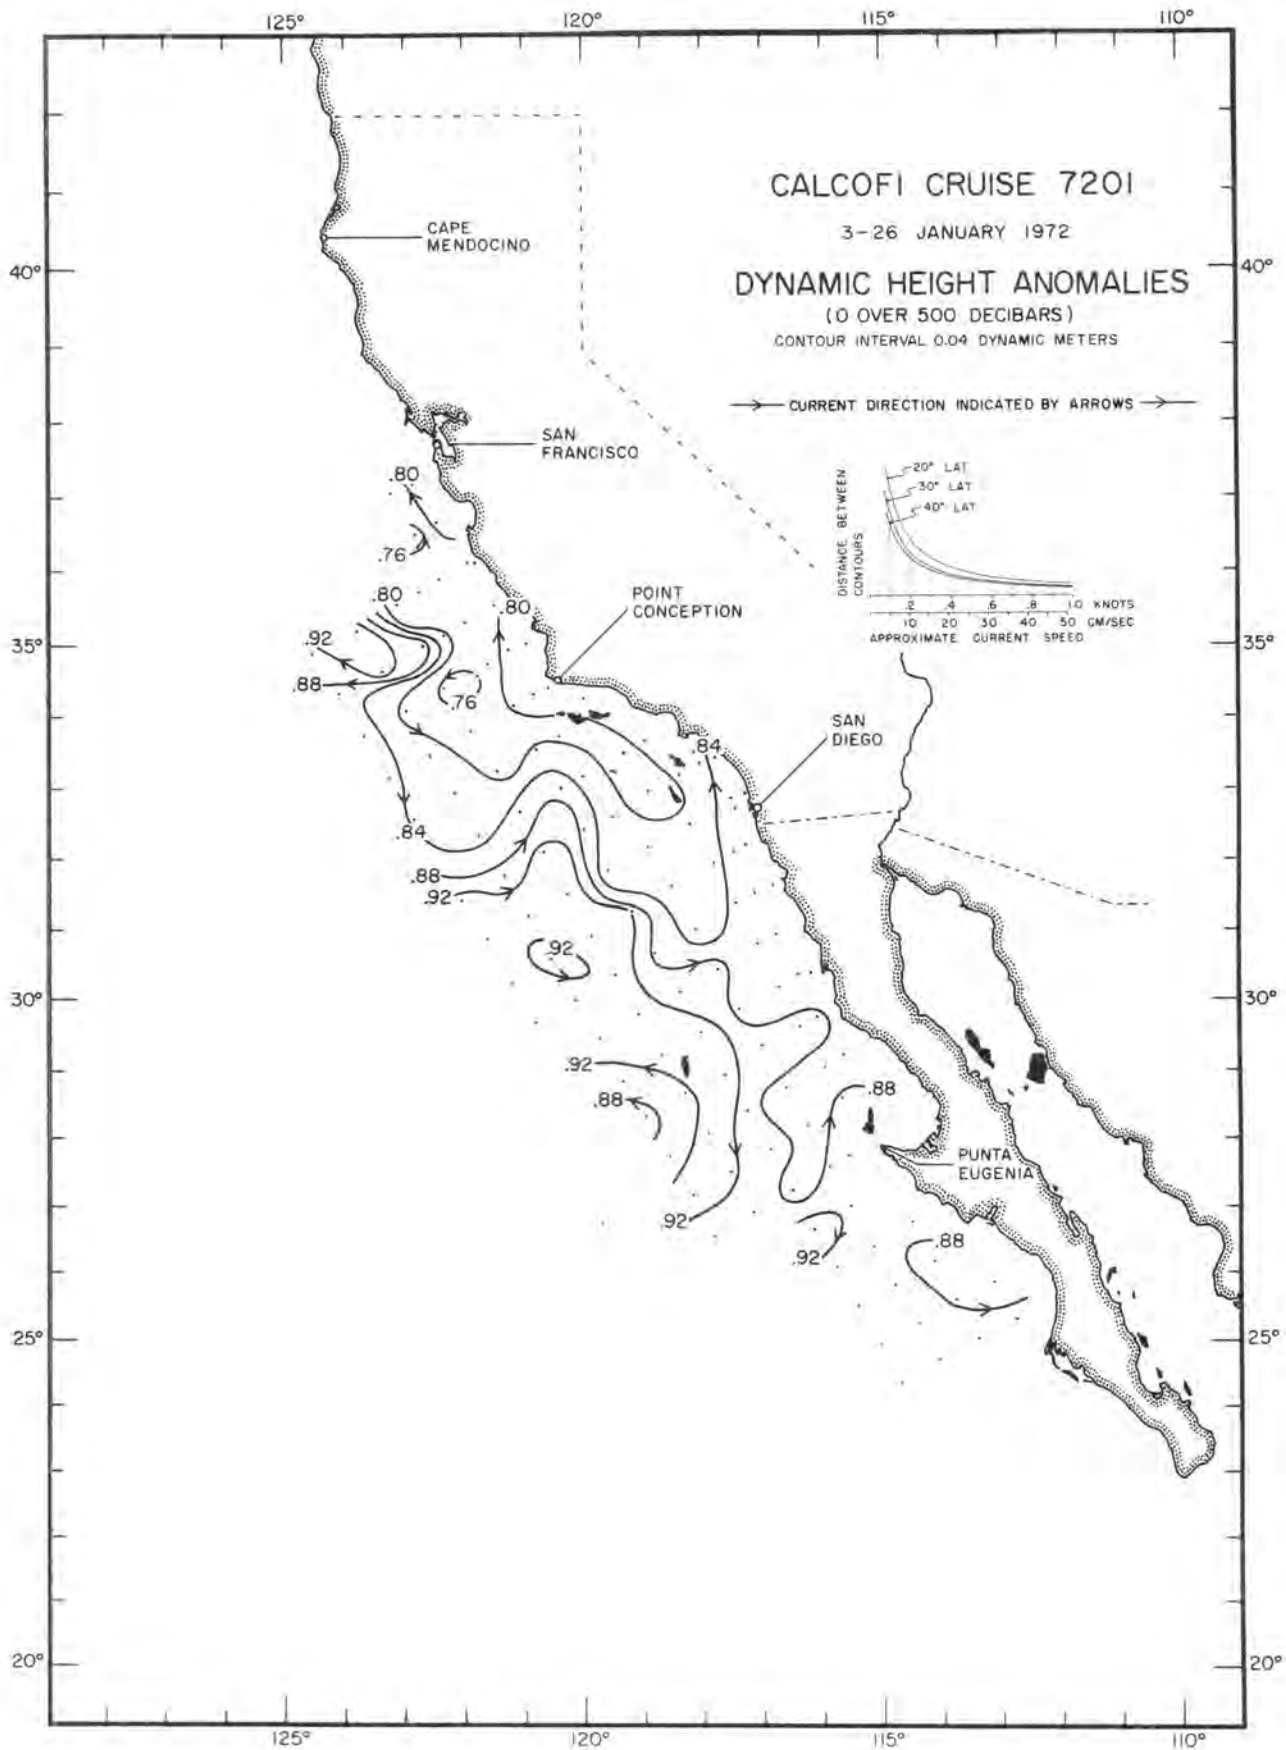 125°
120°
115°
110°
CALCOFI CRUISE 7201
3-26 JANUARY 1972
DYNAMIC HEIGHT ANOMALIES
(0 OVER 500 DECIBARS)
CONTOUR INTERVAL 0.04 DYNAMIC METERS
CURRENT DIRECTION INDICATED BY ARROWS
CAPE
MENDOCINO
40°
40°
SAN
FRANCISCO
20° LAT
30° LAT
40° LAT
DISTANCE BETWEEN
CONTOURS
.2 .4 .6 .8 1.0 KNOTS
10 20 30 40 50 CM/SEC
APPROXIMATE CURRENT SPEED
.80
.76
.80
.80
POINT
CONCEPTION
35°
35°
.92
.88
.76
SAN
DIEGO
.84
.84
.88
.92
.92
30°
30°
.92
.88
.88
PUNTA
EUGENIA
.92
.92
.88
25°
25°
20°
20°
125°
120°
115°
110°